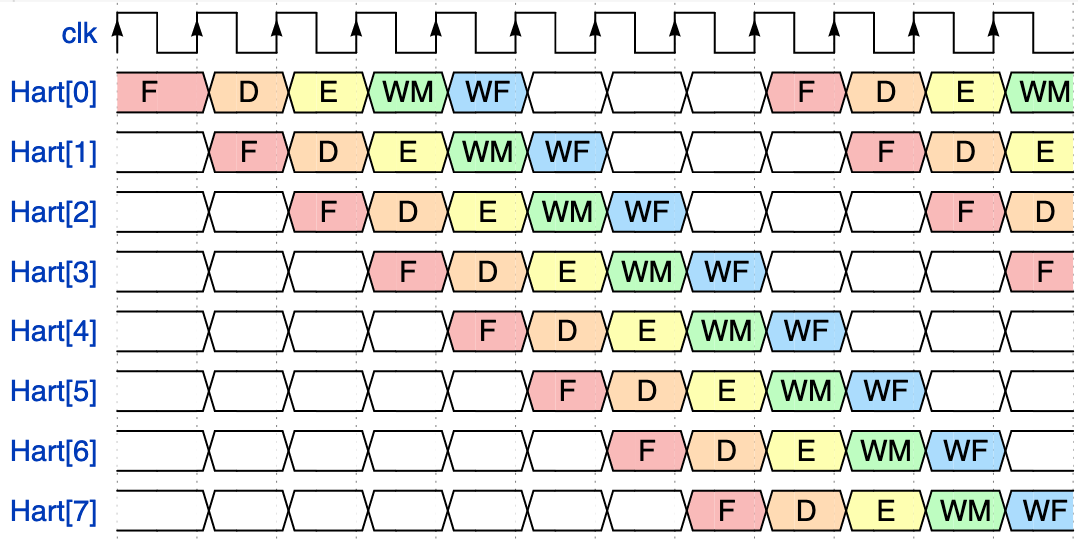 clk
Hart[0] F D E WM WF F D E WM
Hart[1] F D E WM WF F D E
Hart[2] F D E WM WF F D
Hart[3] F D E WM WF F
Hart[4] F D E WM WF
Hart[5] F D E WM WF
Hart[6] F D E WM WF
Hart[7] F D E WM WF